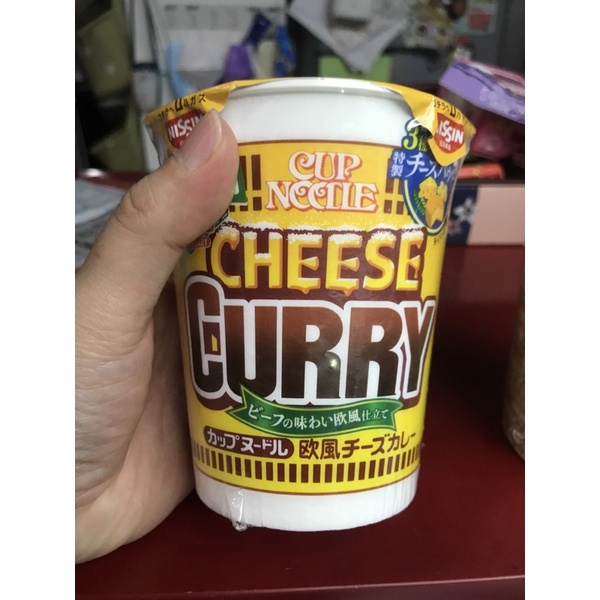 NISSIN
NISSIN
CUP
NOODLE
特製
チーズ
CHEESE
CURRY
ビーフの味わい欧風仕立て
カップヌードル 欧風チーズカレー